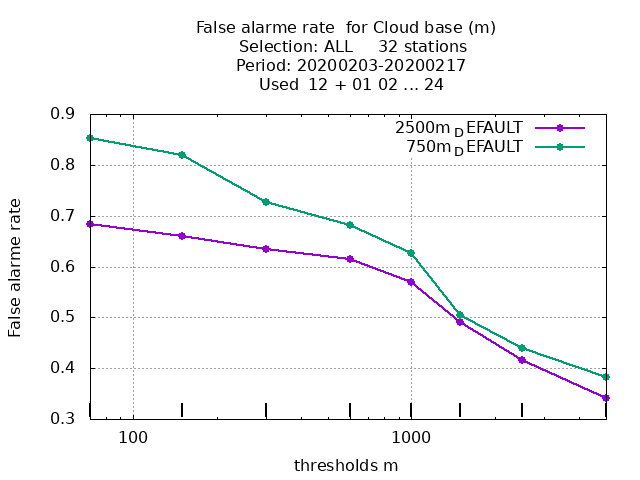 False alarme rate  for Cloud base (m)
Selection: ALL     32 stations
Period: 20200203-20200217
Used  12 + 01 02 ... 24
0.9
0.8
0.7
0.6
0.5
0.4
0.3
False alarme rate
2500m_DEFAULT
750m_DEFAULT
100
1000
thresholds m